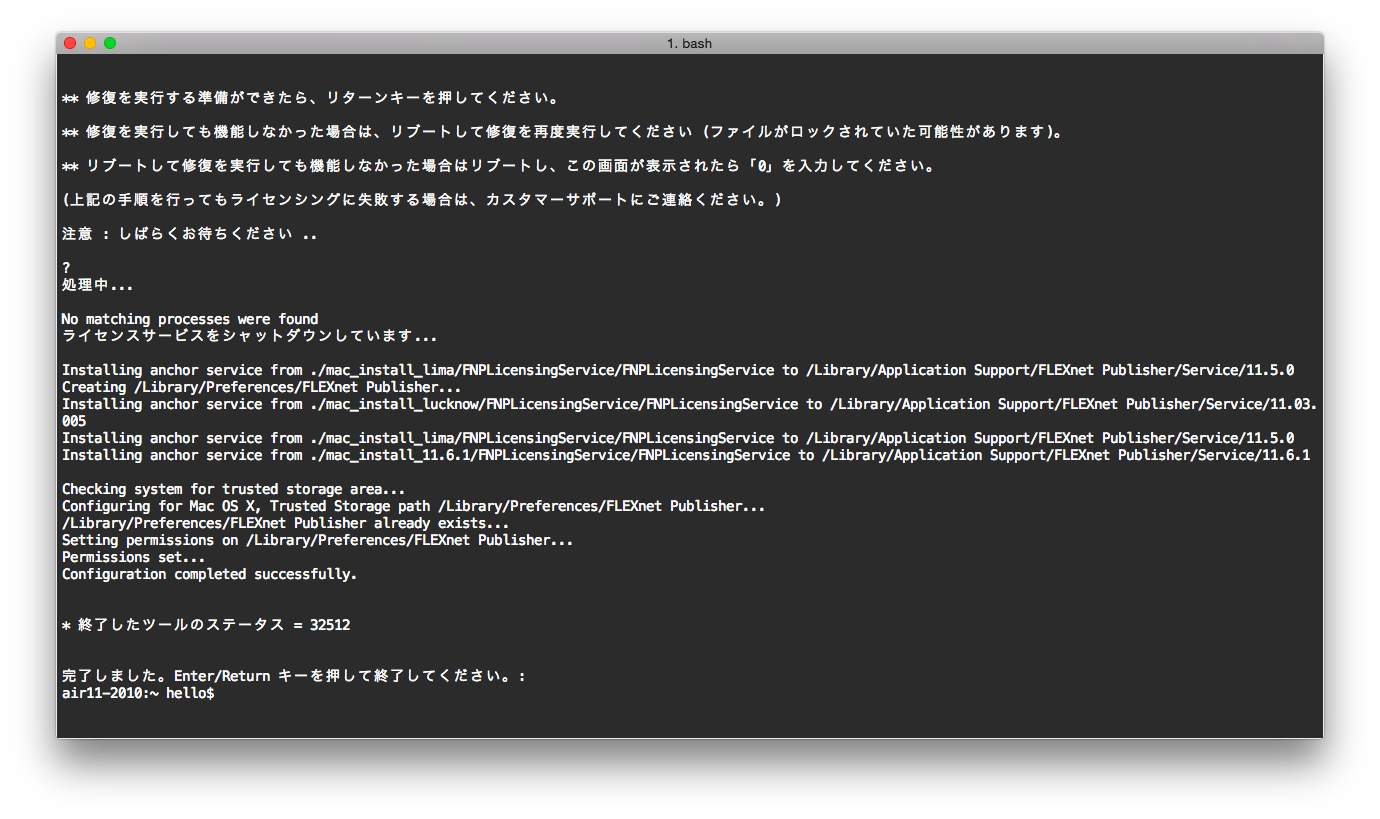 1. bash
** 修復を実行する準備ができたら、リターンキーを押してください。
** 修復を実行しても機能しなかった場合は、リブートして修復を再度実行してください (ファイルがロックされていた可能性があります)。
** リブートして修復を実行しても機能しなかった場合はリブートし、この画面が表示されたら「0」を入力してください。
(上記の手順を行ってもライセンシングに失敗する場合は、カスタマーサポートにご連絡ください。)
注意 : しばらくお待ちください ..
?
処理中...
No matching processes were found
ライセンスサービスをシャットダウンしています...
Installing anchor service from ./mac_install_lima/FNPLicensingService/FNPLicensingService to /Library/Application Support/FLEXnet Publisher/Service/11.5.0
Creating /Library/Preferences/FLEXnet Publisher...
Installing anchor service from ./mac_install_lucknow/FNPLicensingService/FNPLicensingService to /Library/Application Support/FLEXnet Publisher/Service/11.03.
005
Installing anchor service from ./mac_install_lima/FNPLicensingService/FNPLicensingService to /Library/Application Support/FLEXnet Publisher/Service/11.5.0
Installing anchor service from ./mac_install_11.6.1/FNPLicensingService/FNPLicensingService to /Library/Application Support/FLEXnet Publisher/Service/11.6.1
Checking system for trusted storage area...
Configuring for Mac OS X, Trusted Storage path /Library/Preferences/FLEXnet Publisher...
/Library/Preferences/FLEXnet Publisher already exists...
Setting permissions on /Library/Preferences/FLEXnet Publisher...
Permissions set...
Configuration completed successfully.
* 終了したツールのステータス = 32512
完了しました。Enter/Return キーを押して終了してください。:
air11-2010:~ hello$